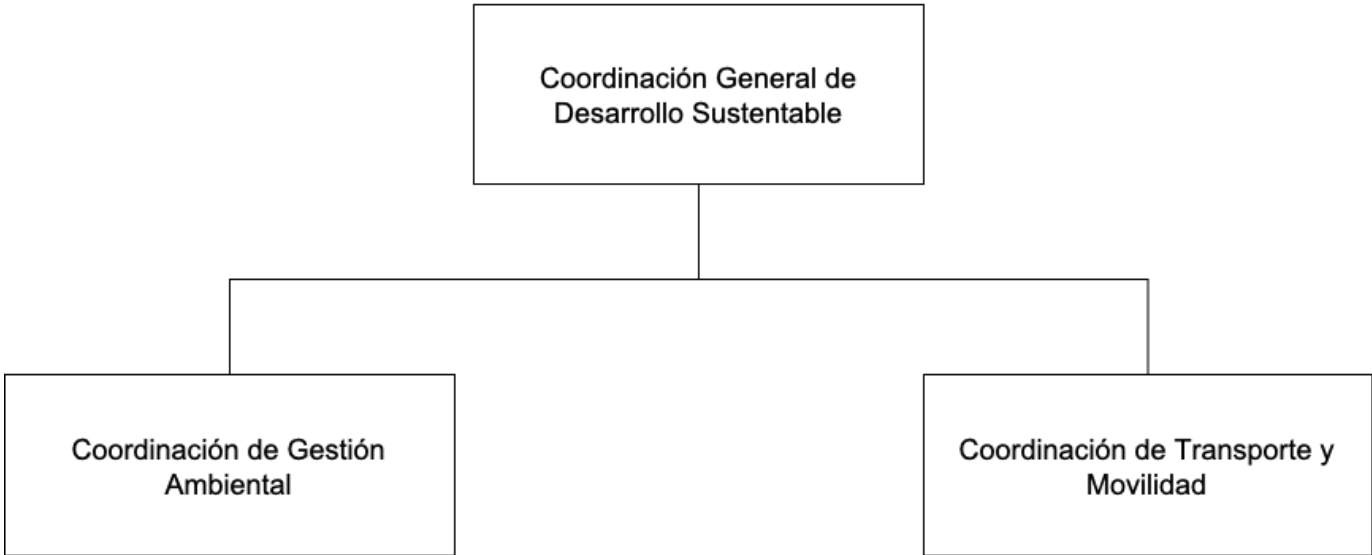 Coordinación General de
Desarrollo Sustentable
Coordinación de Gestión
Ambiental
Coordinación de Transporte y
Movilidad